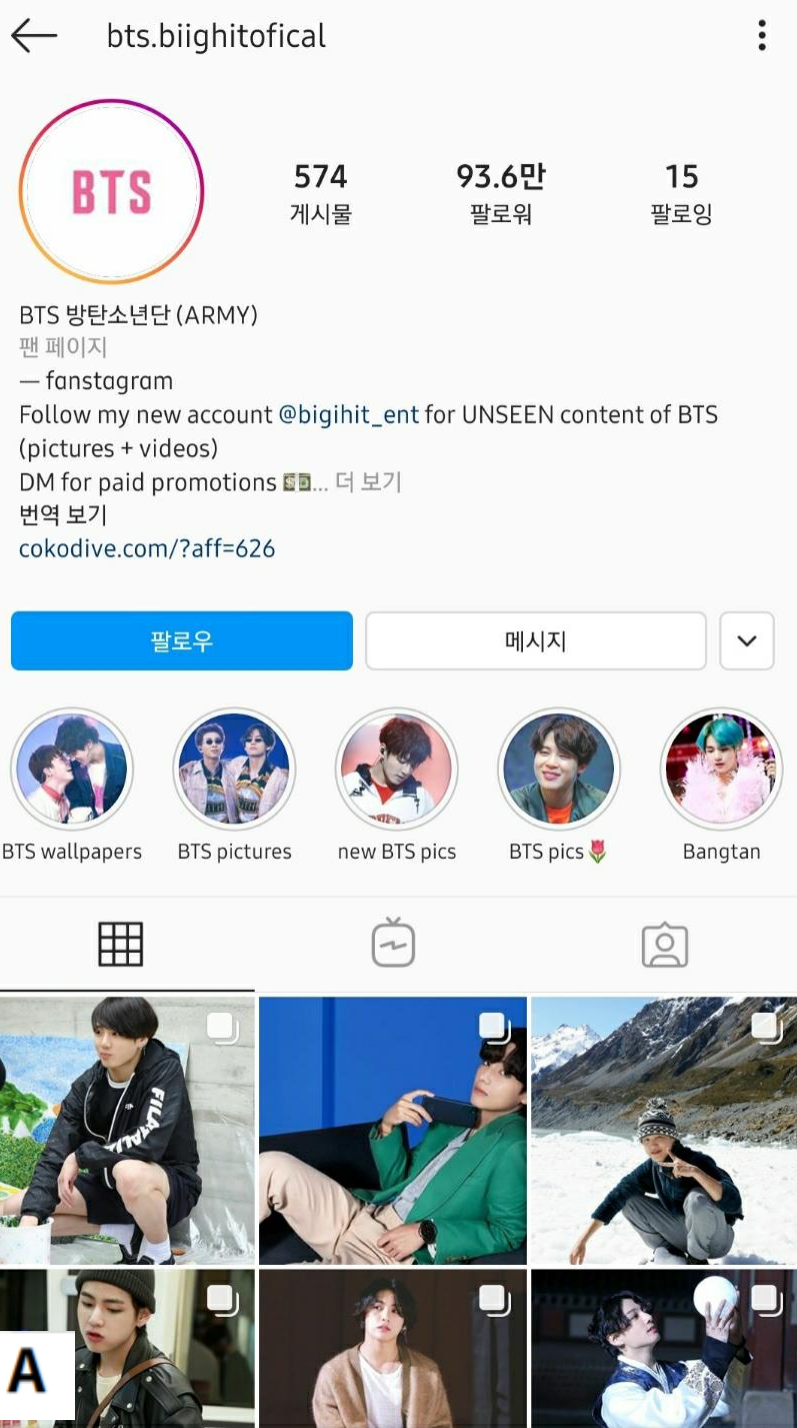 bts.biighitofical
BTS
574
93.6만
15
게시물
팔로워
팔로잉
BTS 방탄소년단 (ARMY)
팬 페이지
— fanstagram
Follow my new account @bigihit_ent for UNSEEN content of BTS
(pictures + videos)
DM for paid promotions 💵... 더 보기
번역 보기
cokodive.com/?aff=626
팔로우
메시지
BTS wallpapers
BTS pictures
new BTS pics
BTS pics🌷
Bangtan
A